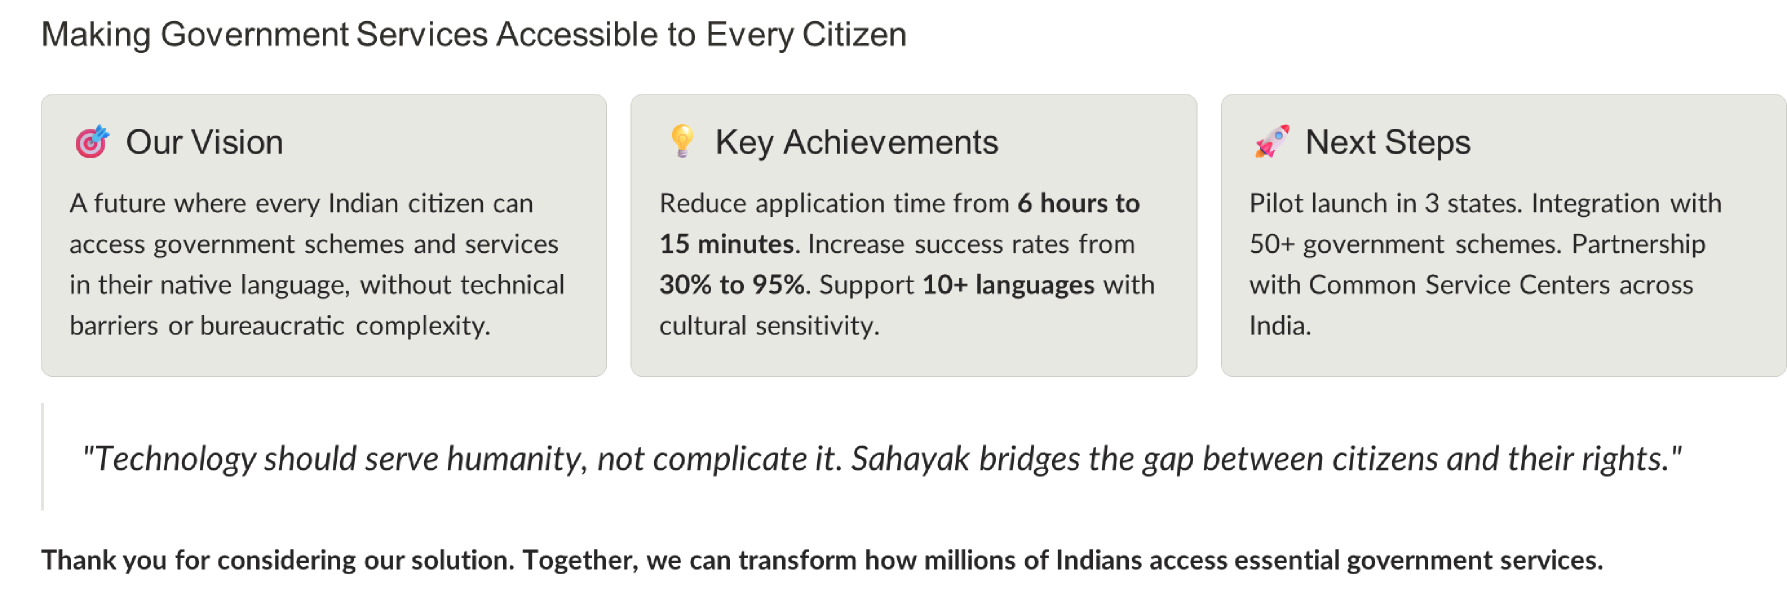 Making Government Services Accessible to Every Citizen
Our Vision
A future where every Indian citizen can
access government schemes and services
in their native language, without technical
barriers or bureaucratic complexity.
Key Achievements
Reduce application time from 6 hours to
15 minutes. Increase success rates from
30% to 95%. Support 10+ languages with
cultural sensitivity.
Next Steps
Pilot launch in 3 states. Integration with
50+ government schemes. Partnership
with Common Service Centers across
India.
"Technology should serve humanity, not complicate it. Sahayak bridges the gap between citizens and their rights."
Thank you for considering our solution. Together, we can transform how millions of Indians access essential government services.